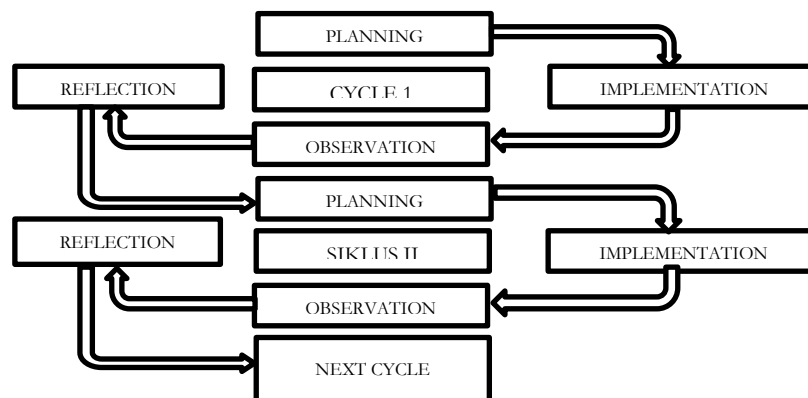 PLANNING
REFLECTION
CYCLE 1
IMPLEMENTATION
OBSERVATION
PLANNING
REFLECTION
SIKLUS II
IMPLEMENTATION
OBSERVATION
NEXT CYCLE